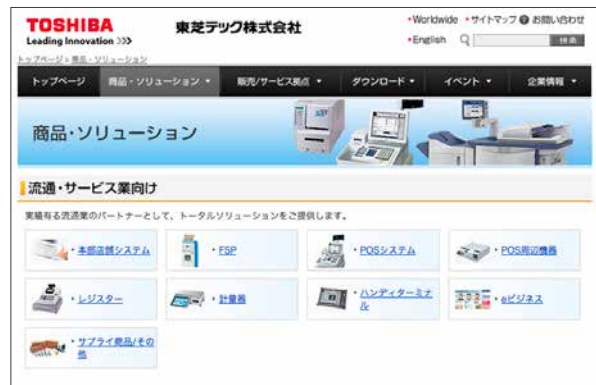 TOSHIBA
Leading Innovation >>>
東芝テック株式会社
・Worldwide ・サイトマップ ? お問い合わせ
・English 検索
トップページ > 商品・ソリューション
トップページ 商品・ソリューション 販売/サービス拠点 ダウンロード イベント 企業情報
商品・ソリューション
流通・サービス業向け
実績有る流通業のパートナーとして、トータルソリューションをご提供します。
・本部店舗システム ・FSP ・POSシステム ・POS周辺機器
・レジスター ・計量器 ・ハンディターミナ
ル ・eビジネス
・サプライ商品/その
他